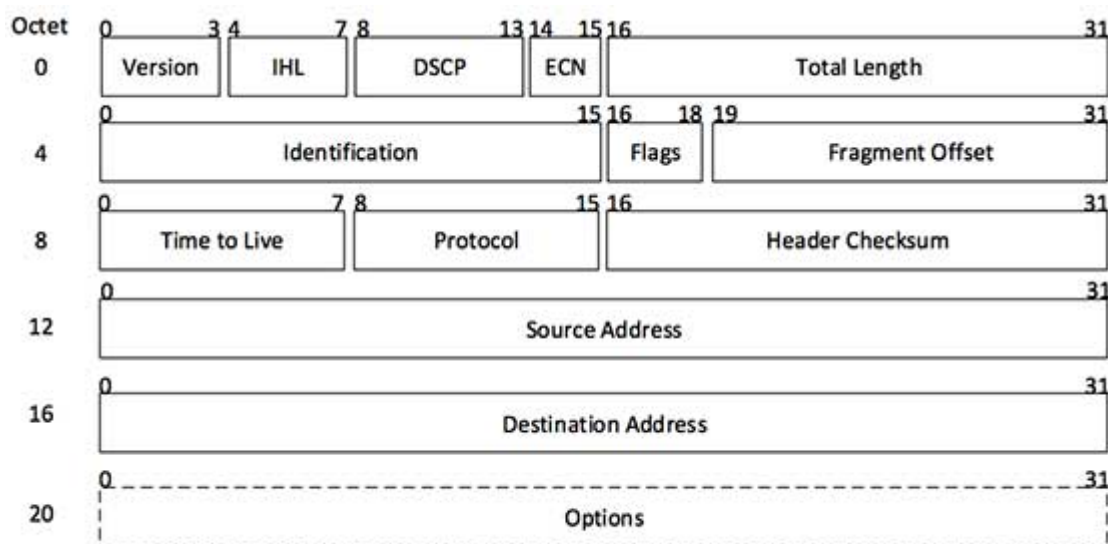 Octet 0 3 4 7 8 13 14 15 16 31
0 Version IHL DSCP ECN Total Length
0 15 16 18 19 31
4 Identification Flags Fragment Offset
0 7 8 15 16 31
8 Time to Live Protocol Header Checksum
0 31
12 Source Address
0 31
16 Destination Address
0 31
20 Options